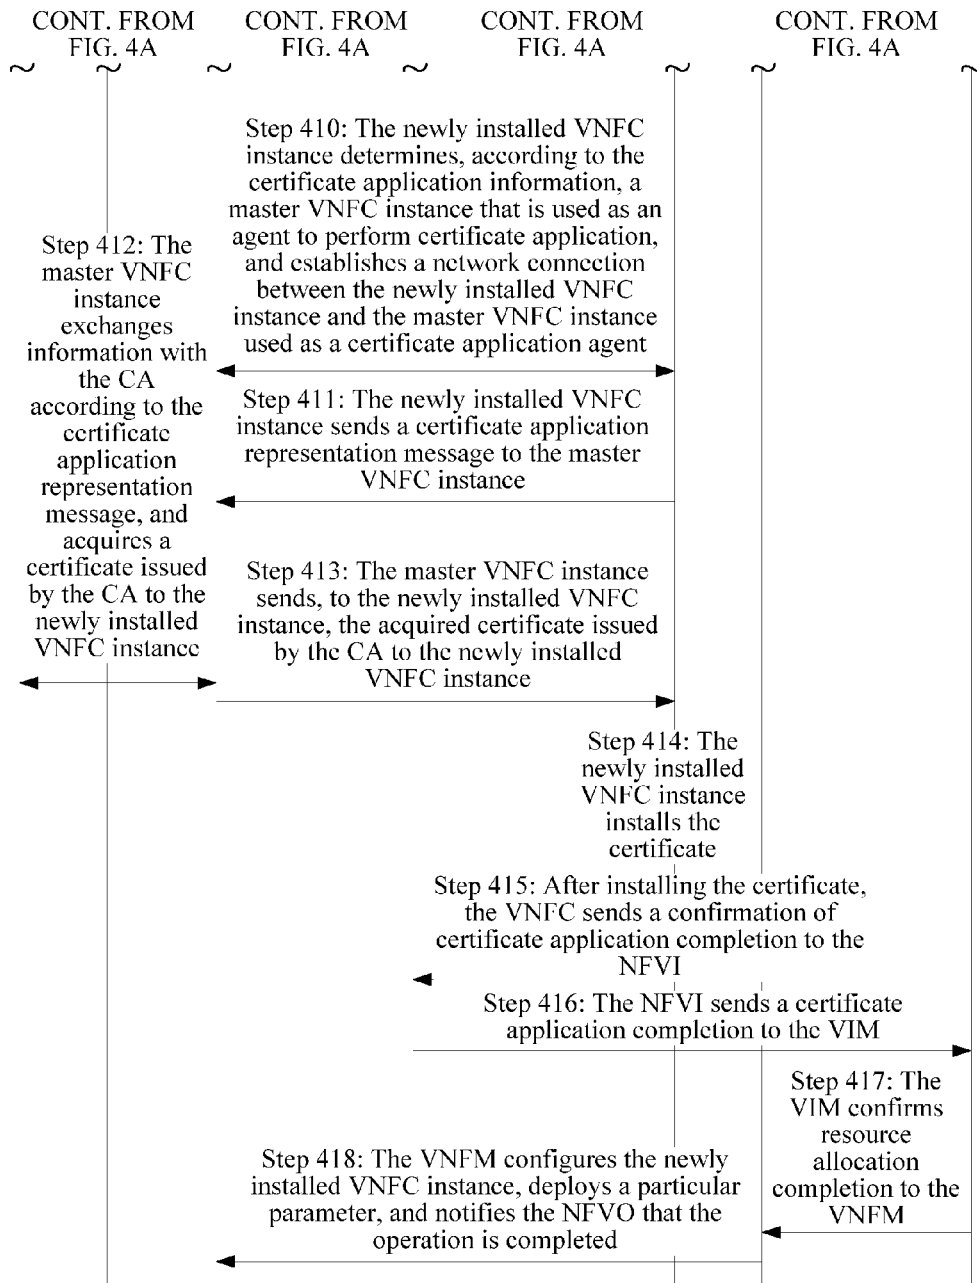 CONT. FROM
FIG. 4A
CONT. FROM
FIG. 4A
CONT. FROM
FIG. 4A
CONT. FROM
FIG. 4A
Step 410: The newly installed VNFC
instance determines, according to the
certificate application information, a
master VNFC instance that is used as an
agent to perform certificate application,
and establishes a network connection
between the newly installed VNFC
instance and the master VNFC instance
used as a certificate application agent
Step 411: The newly installed VNFC
instance sends a certificate application
representation message to the master
VNFC instance
Step 412: The
master VNFC
instance
exchanges
information with
the CA
according to the
certificate
application
representation
message, and
acquires a
certificate issued
by the CA to the
newly installed
VNFC instance
Step 413: The master VNFC instance
sends, to the newly installed VNFC
instance, the acquired certificate issued
by the CA to the newly installed
VNFC instance
Step 414: The
newly installed
VNFC instance
installs the
certificate
Step 415: After installing the certificate,
the VNFC sends a confirmation of
certificate application completion to the
NFVI
Step 416: The NFVI sends a certificate
application completion to the VIM
Step 417: The
VIM confirms
resource
allocation
completion to the
VNFM
Step 418: The VNFM configures the newly
installed VNFC instance, deploys a particular
parameter, and notifies the NFVO that the
operation is completed